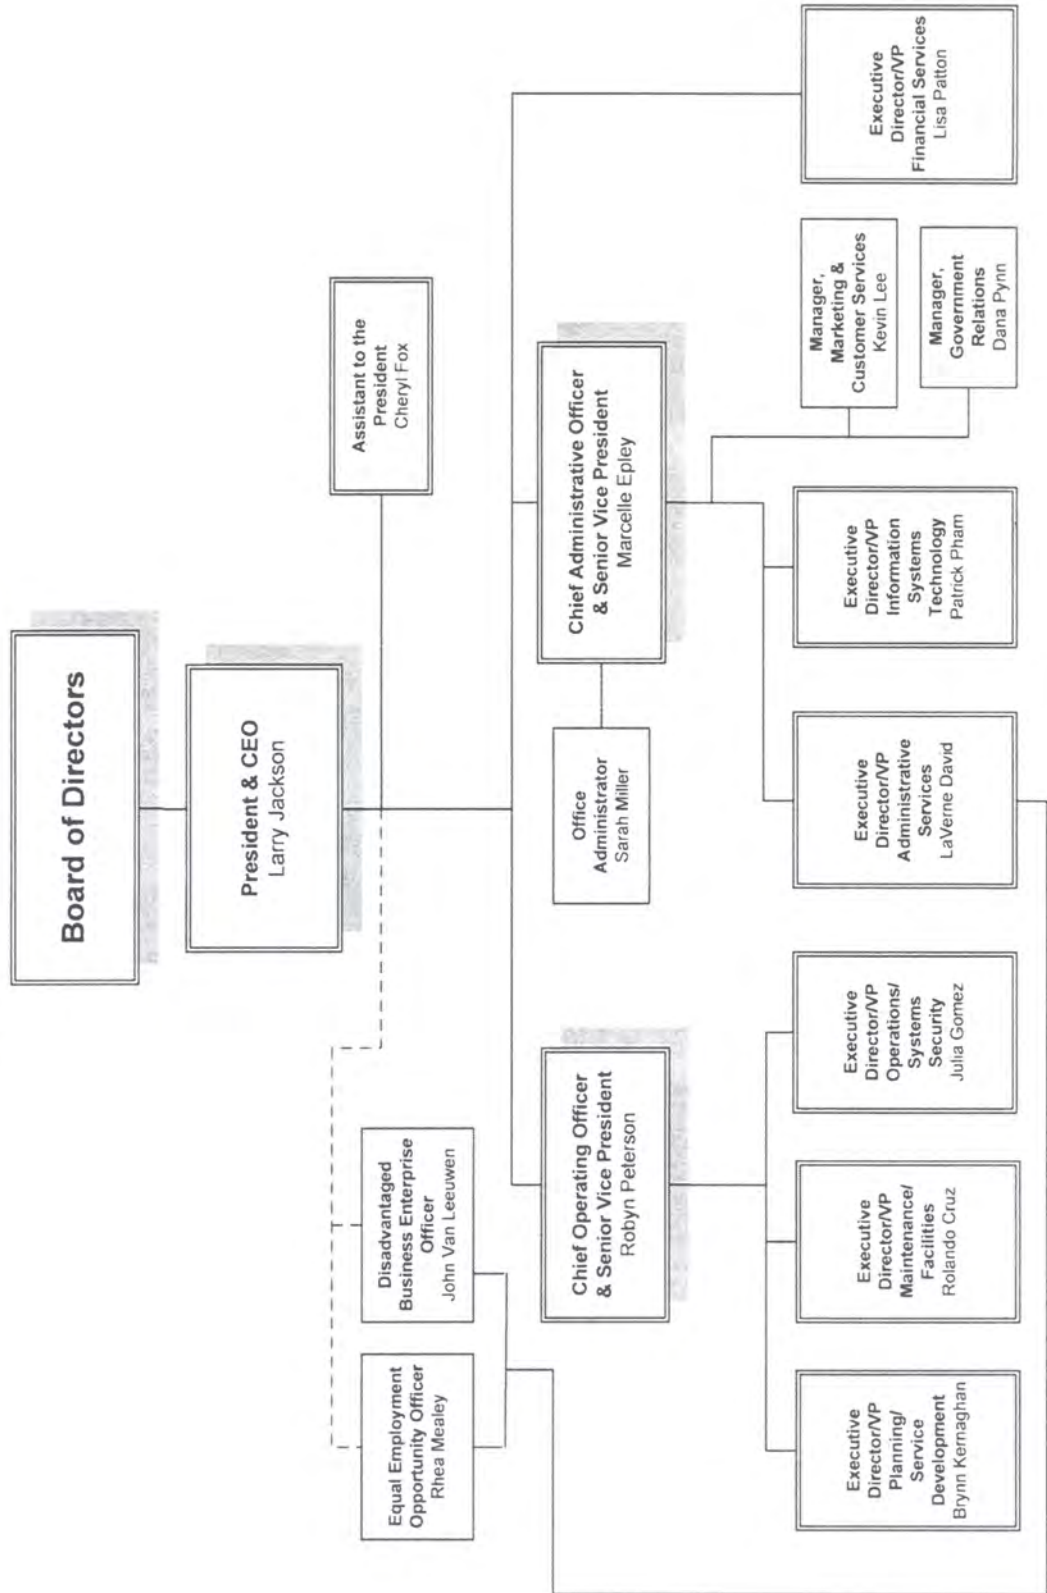 Board of Directors
President & CEO
Larry Jackson
Assistant to the
President
Cheryl Fox
Equal Employment
Opportunity Officer
Rhea Mealey
Disadvantaged
Business Enterprise
Officer
John Van Leeuwen
Chief Operating Officer
& Senior Vice President
Robyn Peterson
Office
Administrator
Sarah Miller
Chief Administrative Officer
& Senior Vice President
Marcelle Epley
Executive
Director/VP
Planning/
Service
Development
Brynn Kernaghan
Executive
Director/VP
Maintenance/
Facilities
Rolando Cruz
Executive
Director/VP
Operations/
Systems
Security
Julia Gomez
Executive
Director/VP
Administrative
Services
LaVerne David
Executive
Director/VP
Information
Systems
Technology
Patrick Pham
Manager,
Marketing &
Customer Services
Kevin Lee
Manager,
Government
Relations
Dana Pynn
Executive
Director/VP
Financial Services
Lisa Patton